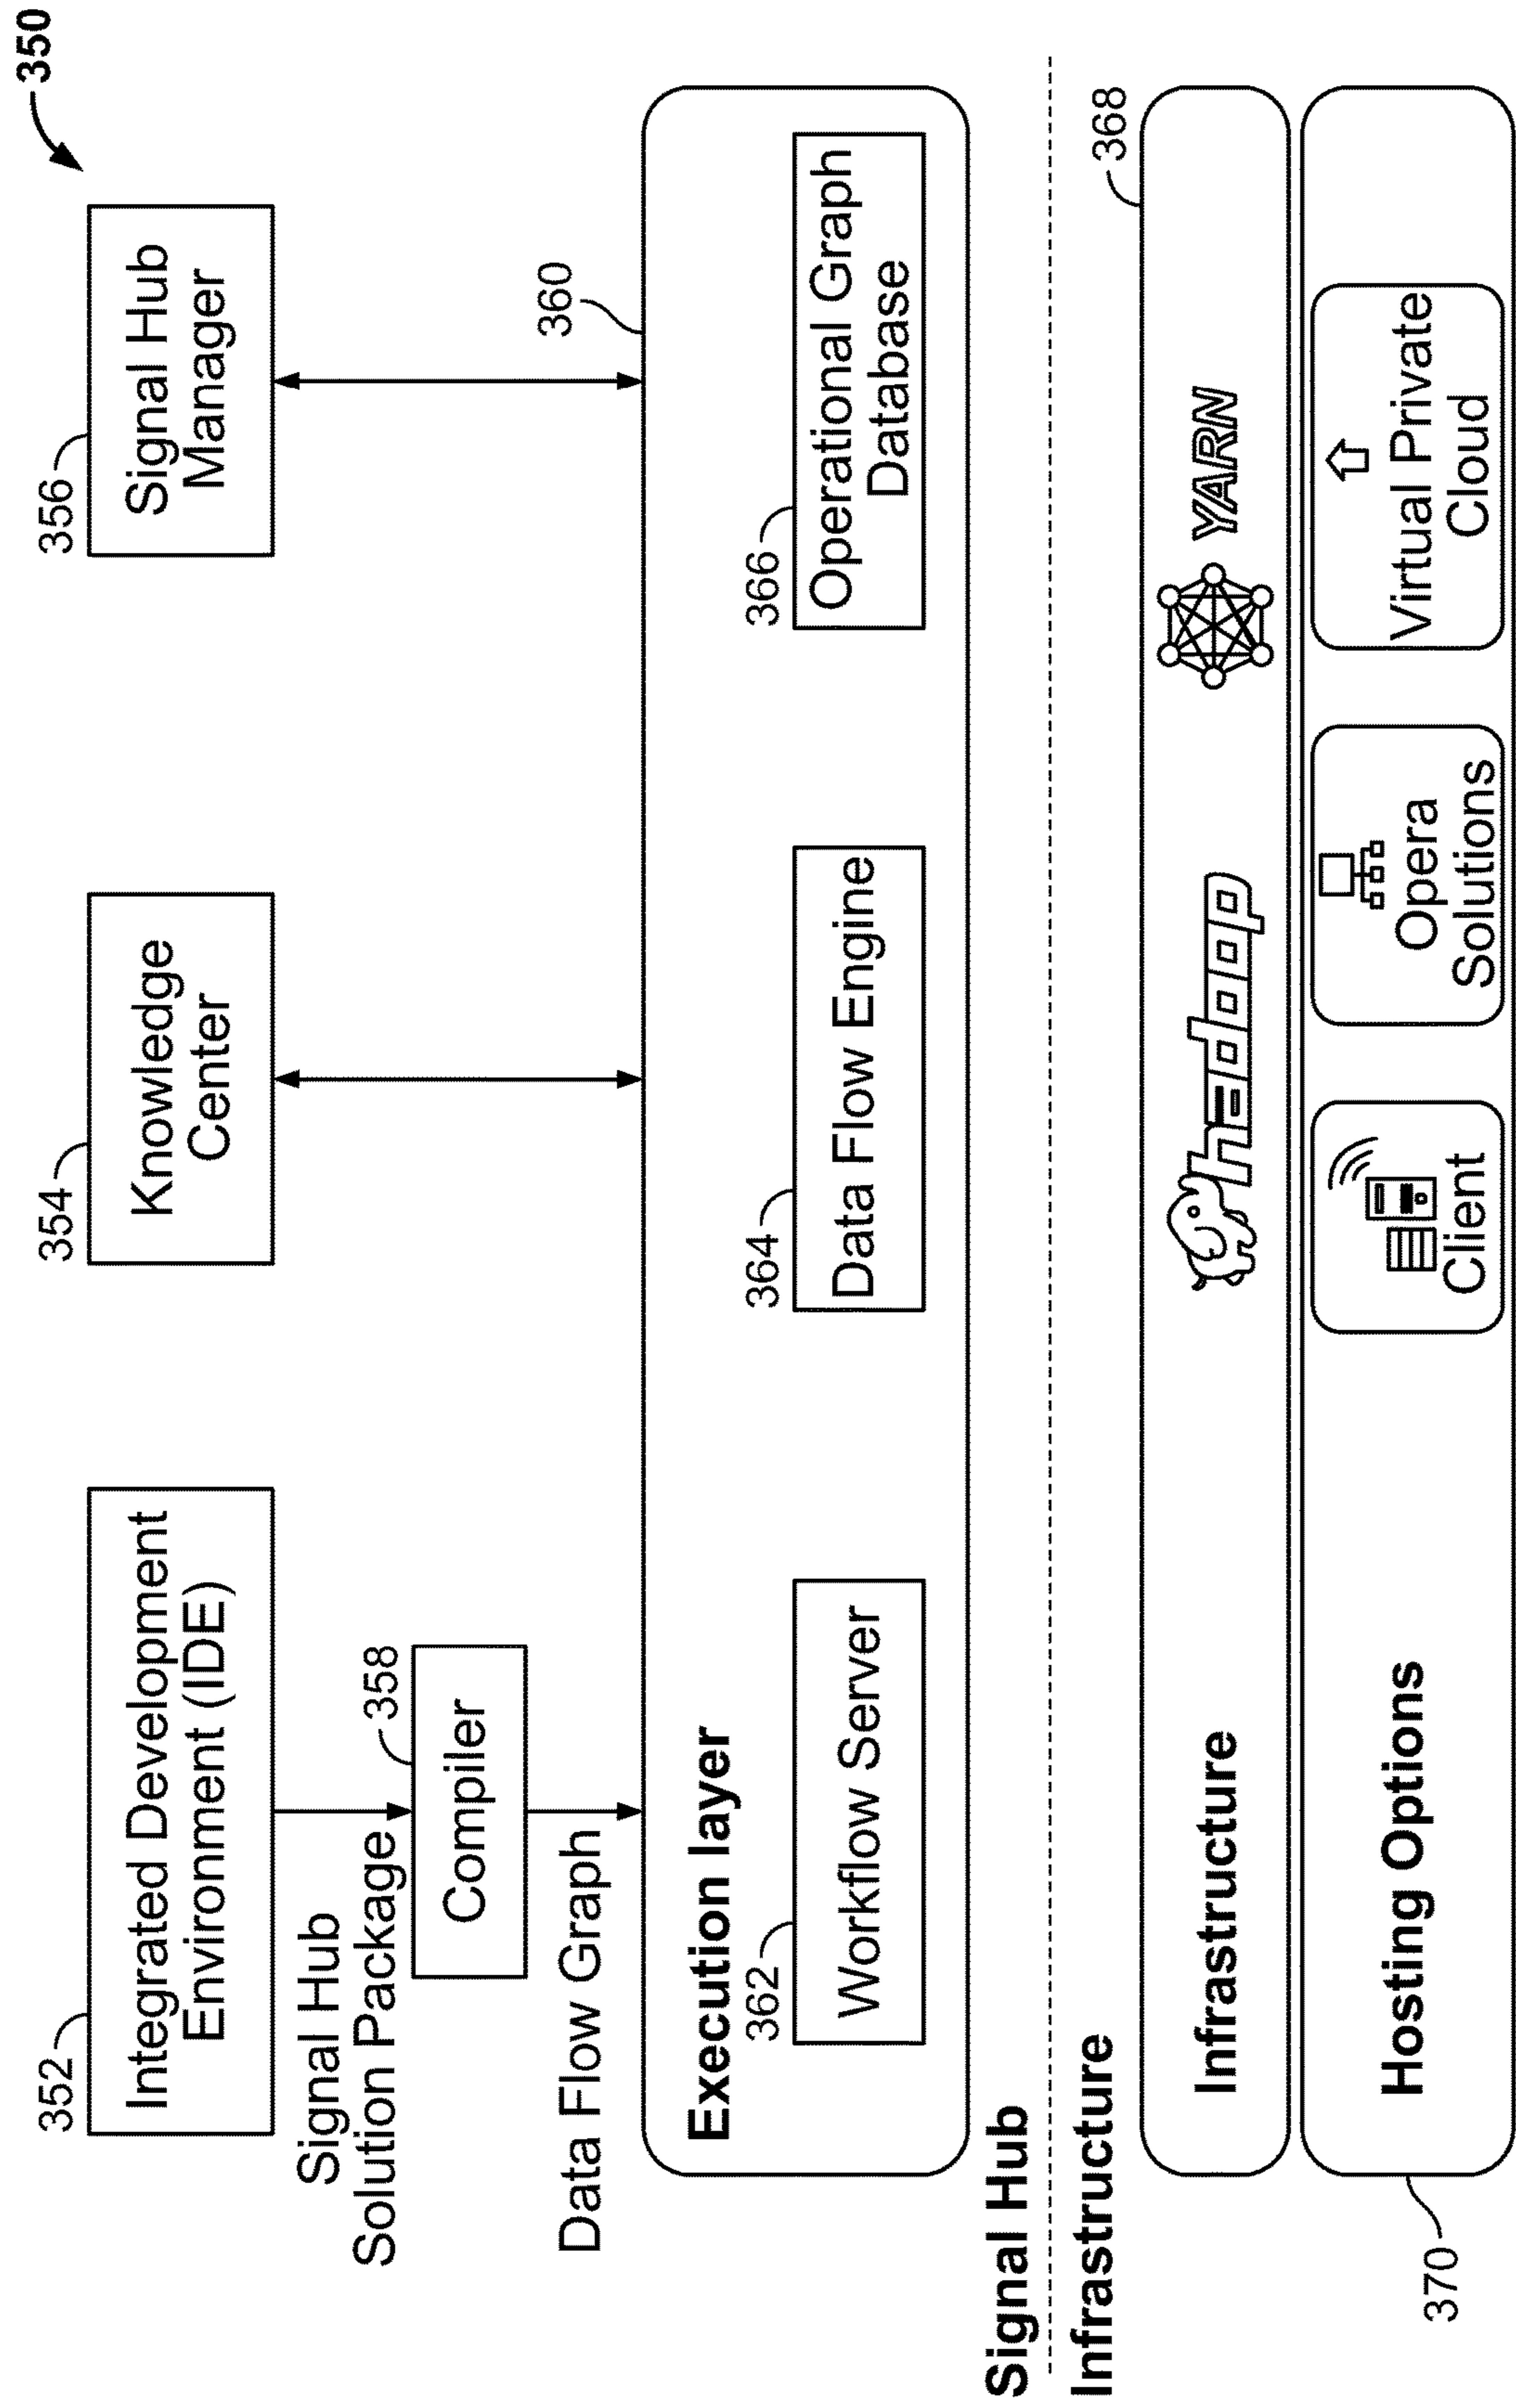 350
352
Integrated Development
Environment (IDE)
354
Knowledge
Center
356
Signal Hub
Manager
Signal Hub
Solution Package
358
Compiler
Data Flow Graph
360
Execution layer
362
Workflow Server
364
Data Flow Engine
366
Operational Graph
Database
Signal Hub
Infrastructure
368
Infrastructure
hadoop
YARN
370
Hosting Options
Client
Opera
Solutions
Virtual Private
Cloud